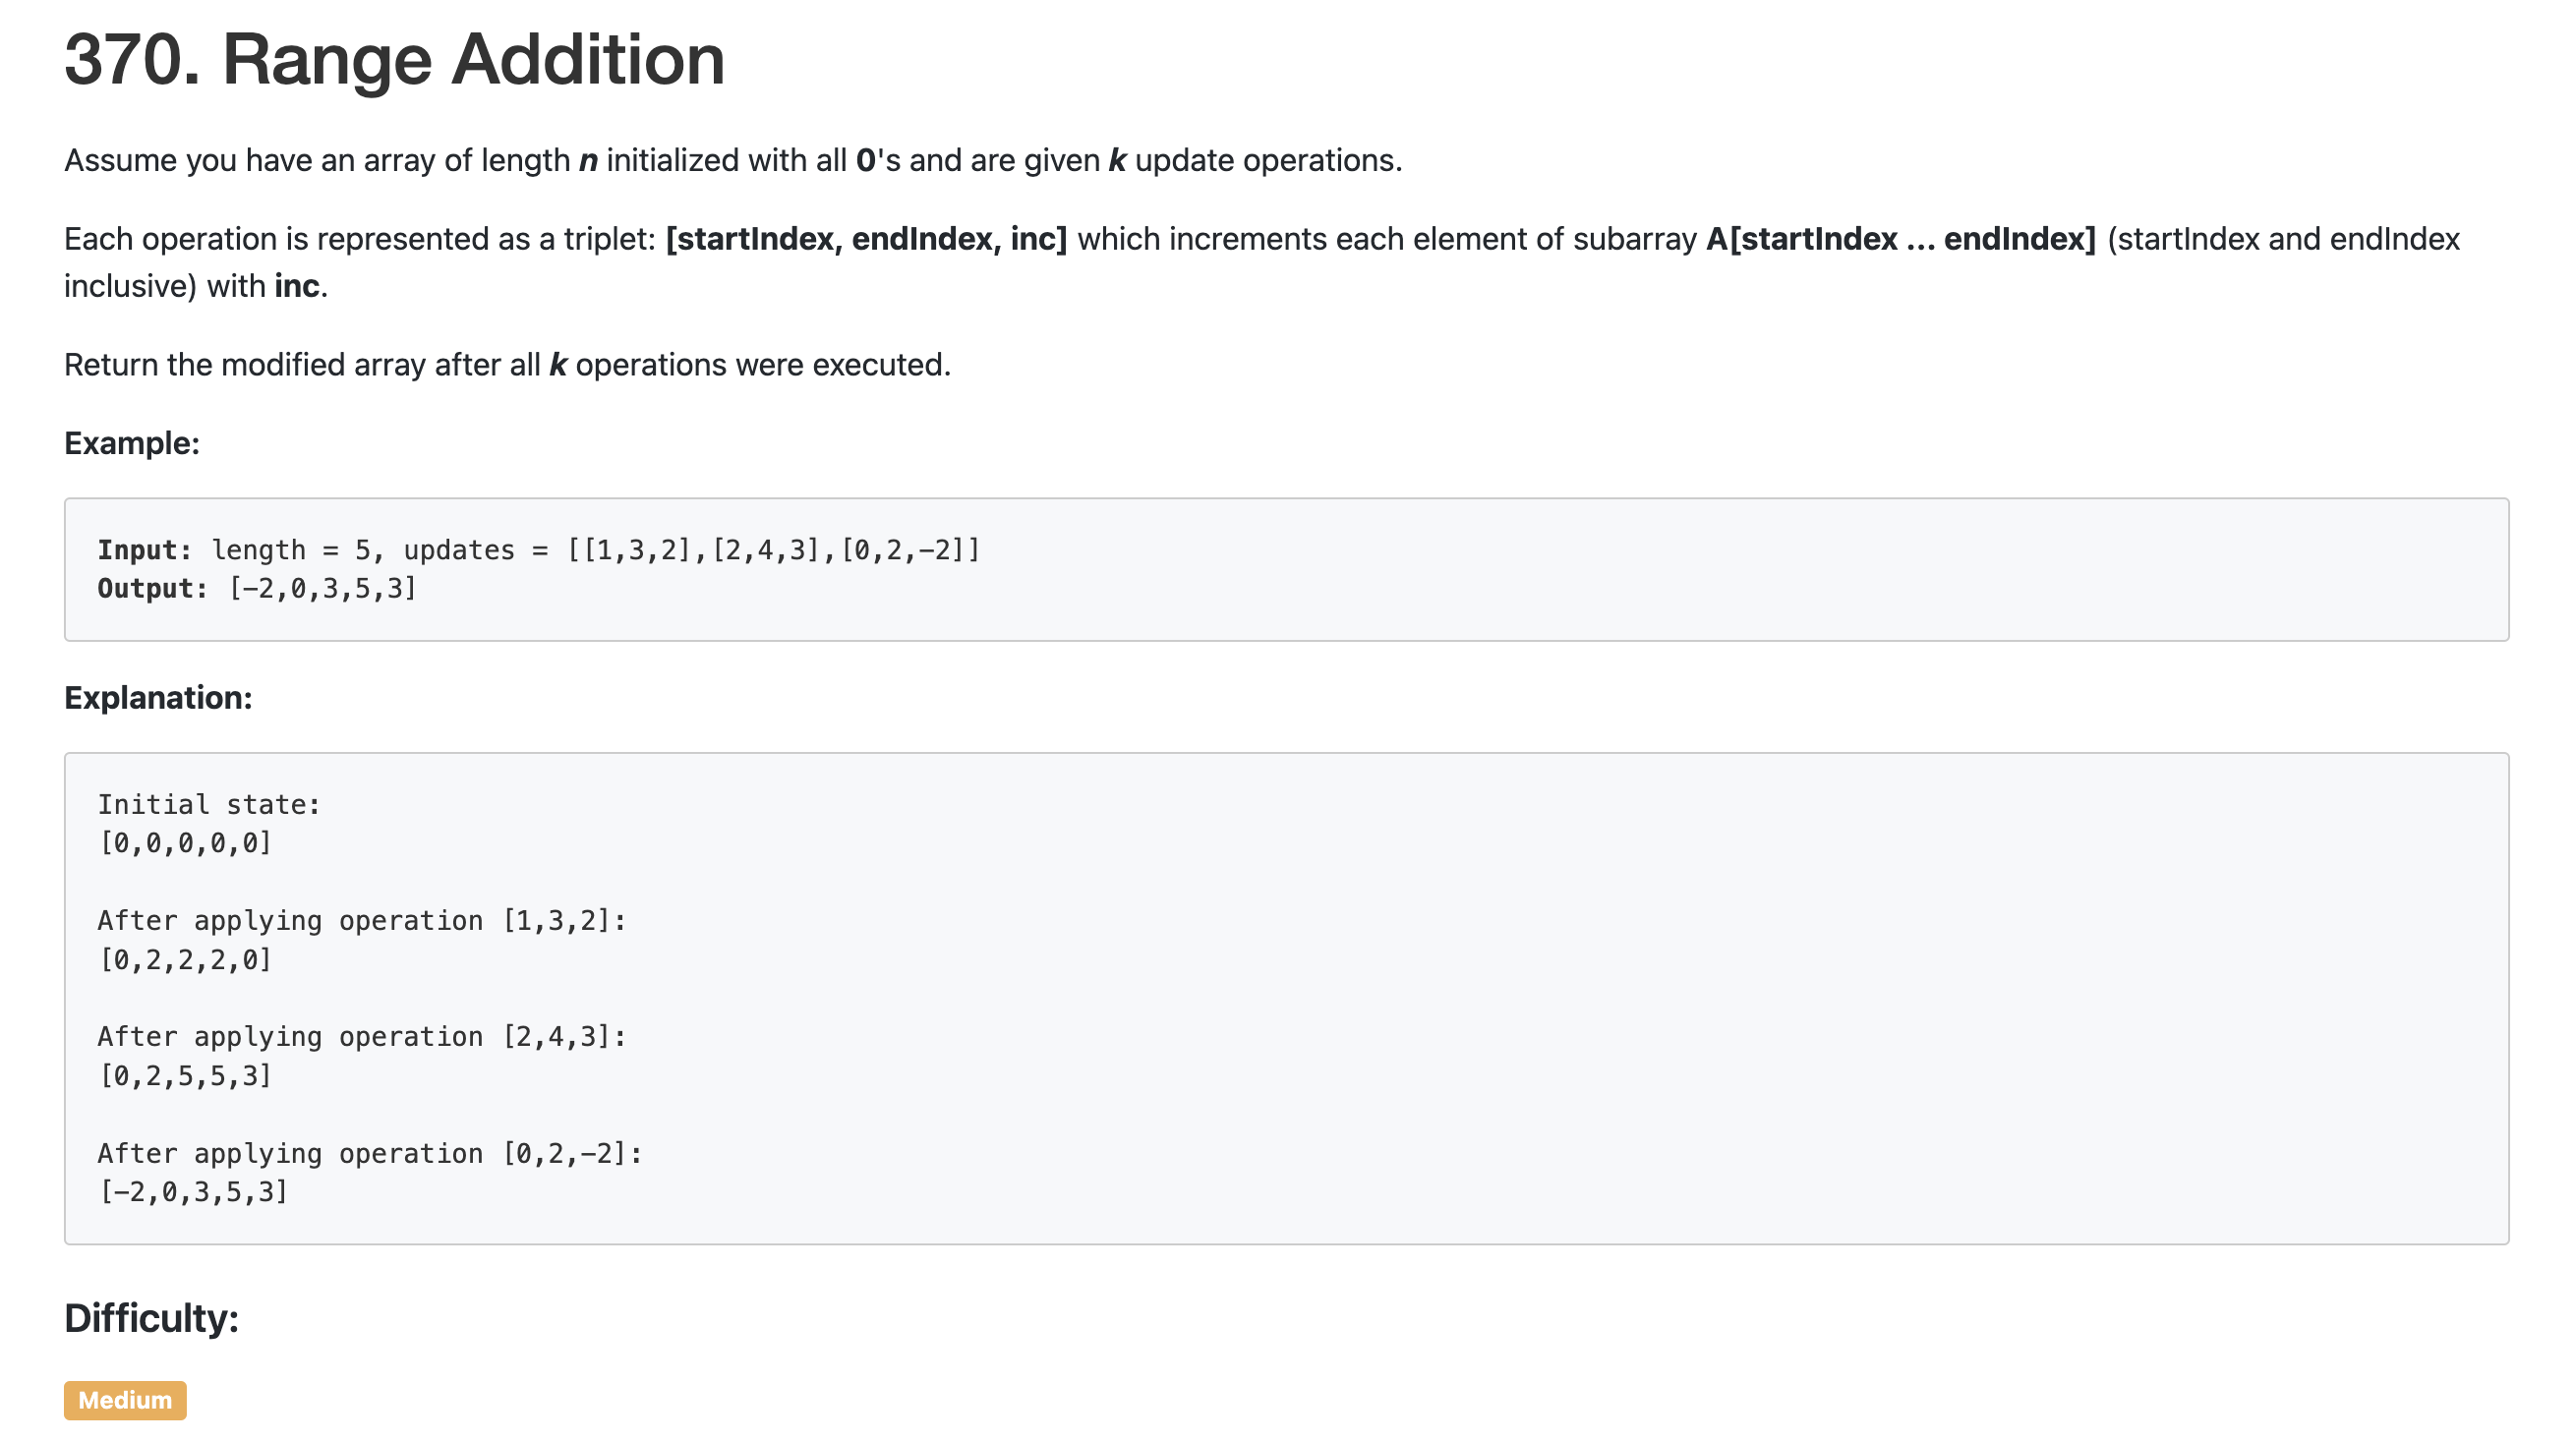 370. Range Addition
Assume you have an array of length n initialized with all 0's and are given k update operations.
Each operation is represented as a triplet: [startIndex, endIndex, inc] which increments each element of subarray A[startIndex ... endIndex] (startIndex and endIndex
inclusive) with inc.
Return the modified array after all k operations were executed.
Example:
Input: length = 5, updates = [[1,3,2],[2,4,3],[0,2,−2]]
Output: [−2,0,3,5,3]
Explanation:
Initial state:
[0,0,0,0,0]
After applying operation [1,3,2]:
[0,2,2,2,0]
After applying operation [2,4,3]:
[0,2,5,5,3]
After applying operation [0,2,−2]:
[−2,0,3,5,3]
Difficulty:
Medium